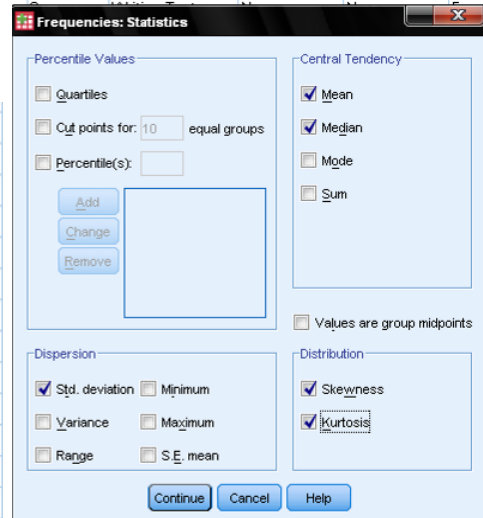 Frequencies: Statistics
Percentile Values
Quartiles
Cut points for: 10 equal groups
Percentile(s):
Add
Change
Remove
Central Tendency
Mean
Median
Mode
Sum
Values are group midpoints
Dispersion
Std. deviation Minimum
Variance Maximum
Range S.E. mean
Distribution
Skewness
Kurtosis
Continue Cancel Help